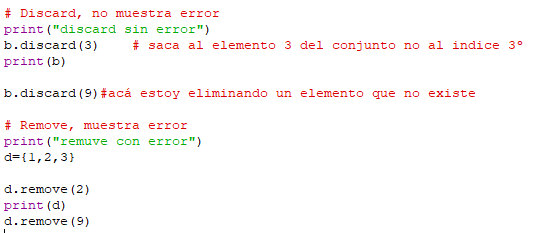 # Discard, no muestra error
print("discard sin error")
b.discard(3)    # saca al elemento 3 del conjunto no al indice 3°
print(b)
b.discard(9)#acá estoy eliminando un elemento que no existe
# Remove, muestra error
print("remuve con error")
d={1,2,3}
d.remove(2)
print(d)
d.remove(9)